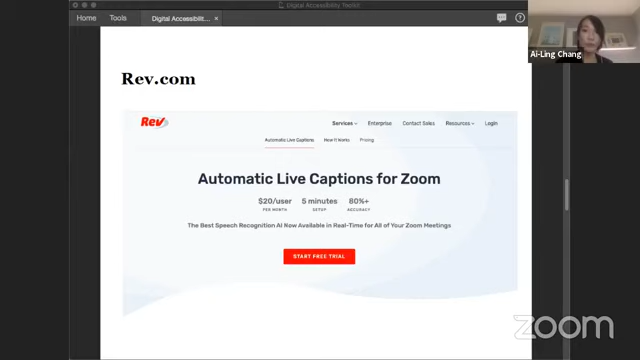 Digital Accessibility Toolkit
Home Tools Digital Accessibilit... ×
Ai-Ling Chang
Rev.com
Rev
Services Enterprise Contact Sales Resources Login
Automatic Live Captions How It Works Pricing
Automatic Live Captions for Zoom
$20/user 5 minutes 80%+
PER MONTH SETUP ACCURACY
The Best Speech Recognition AI Now Available in Real-Time for All of Your Zoom Meetings
START FREE TRIAL
zoom